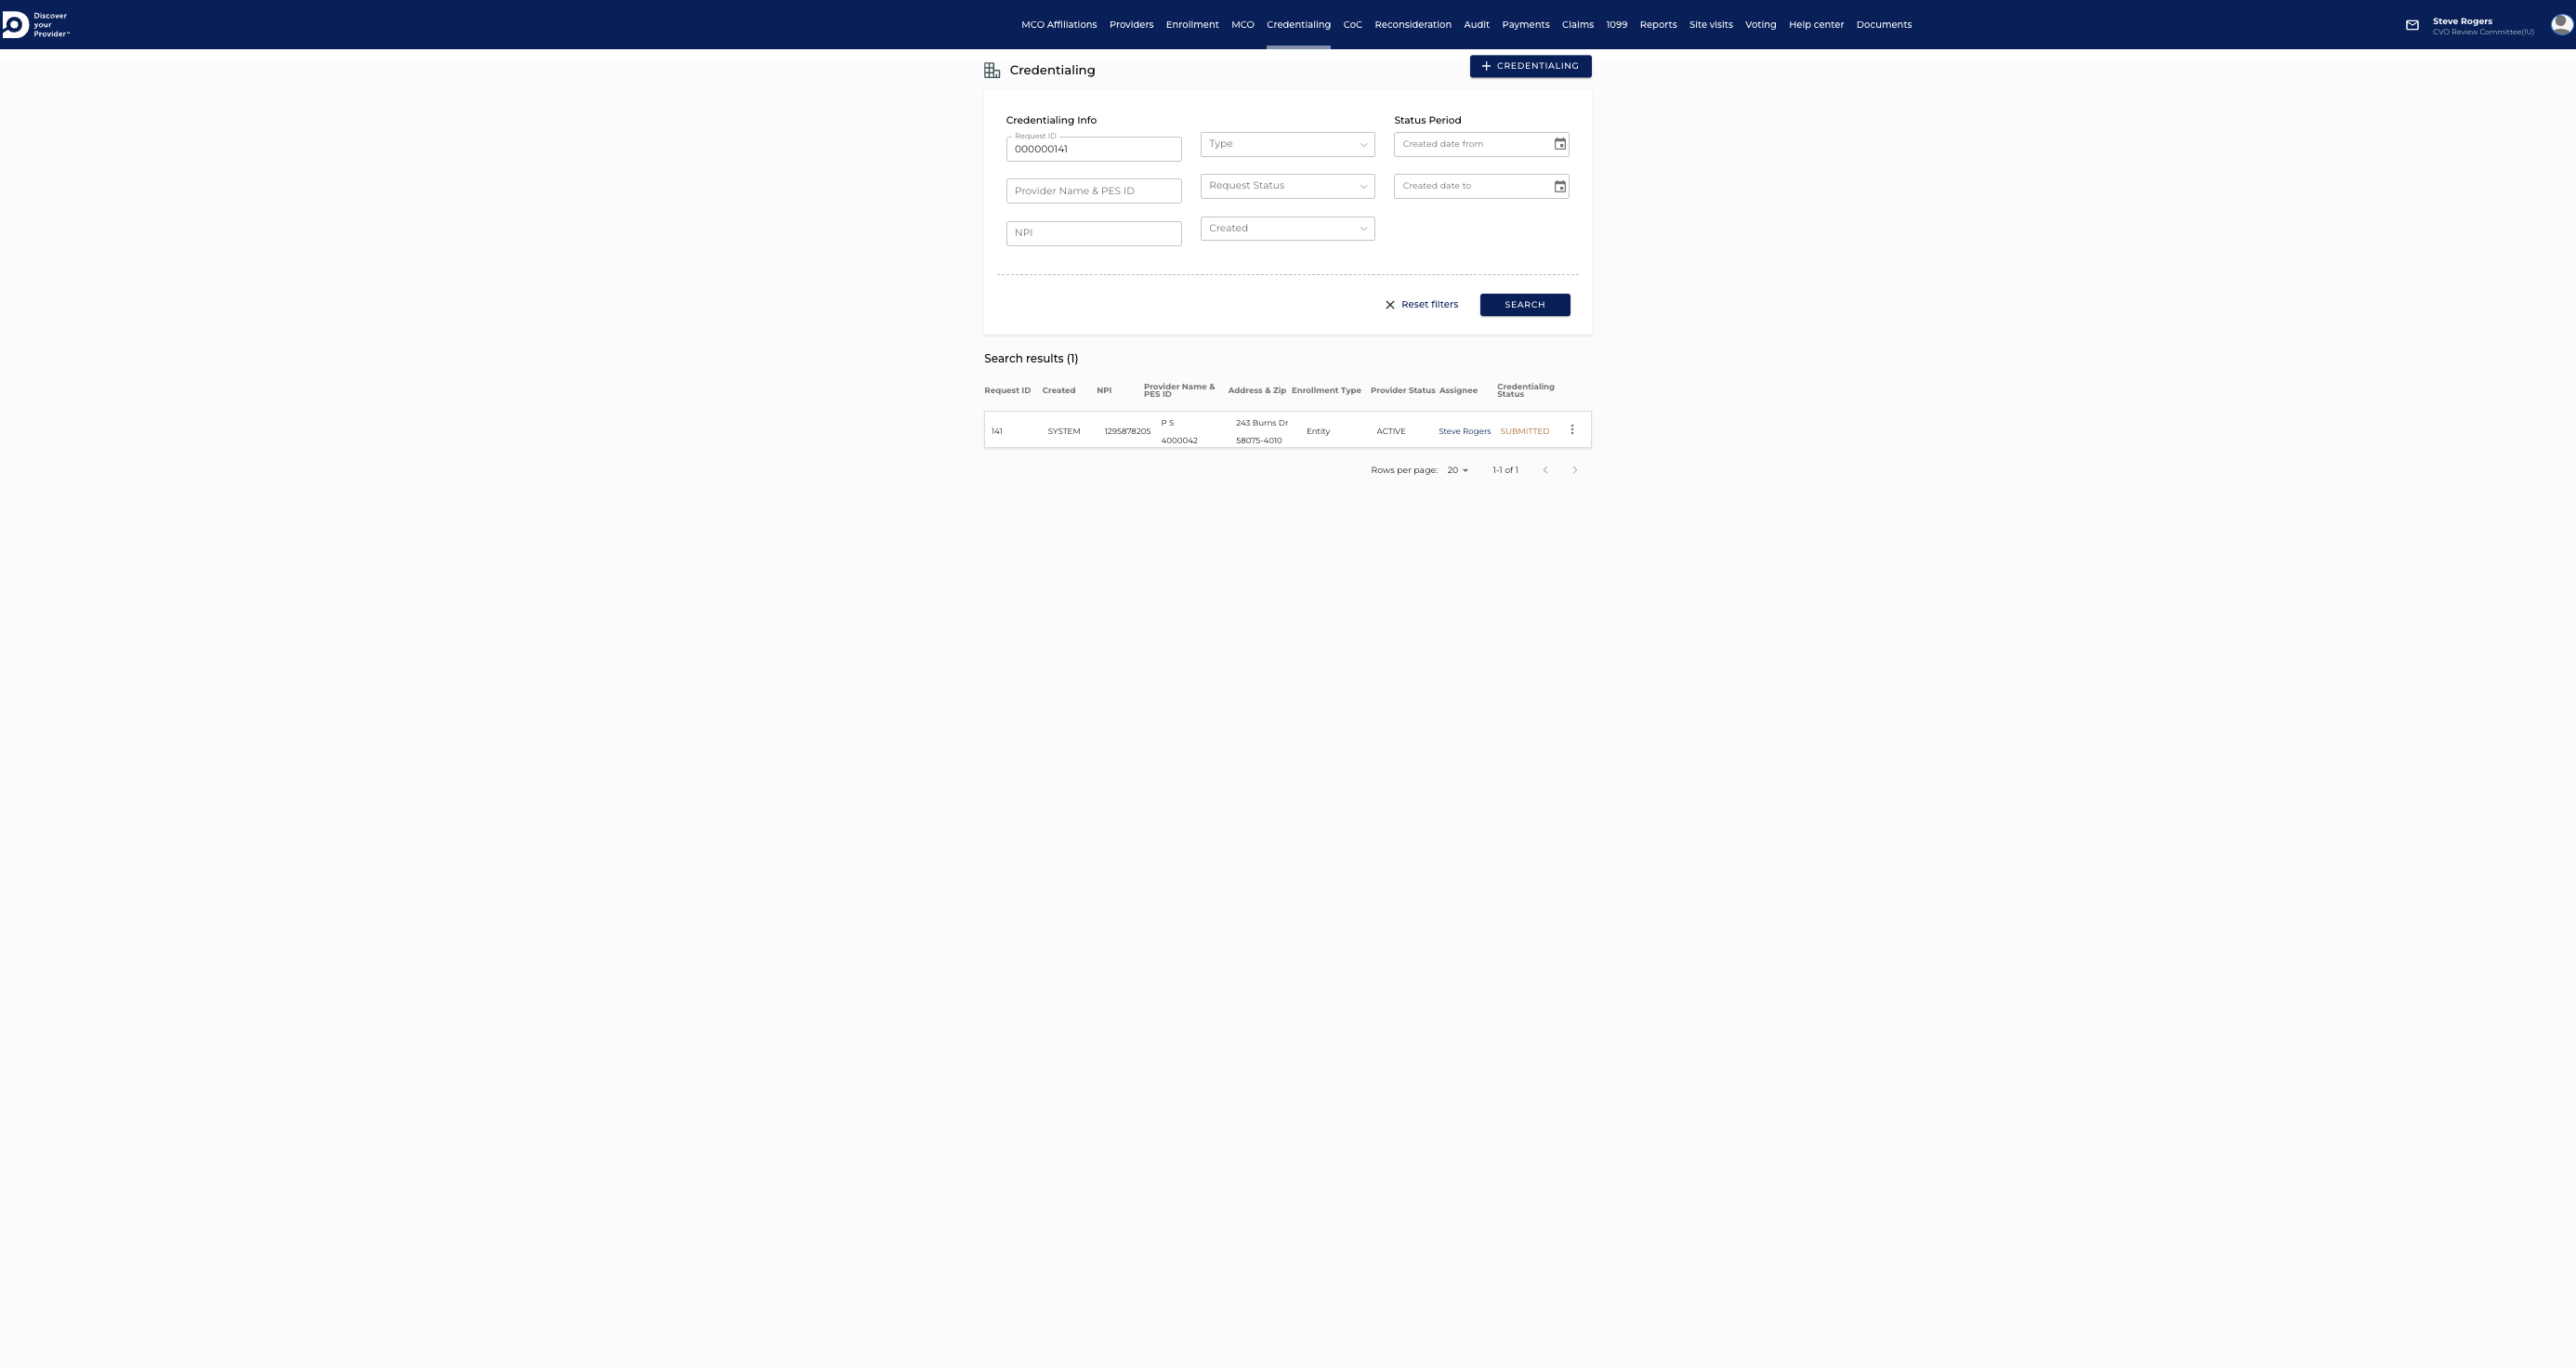 Discover
your
Provider™
MCO Affiliations Providers Enrollment MCO Credentialing CoC Reconsideration Audit Payments Claims 1099 Reports Site visits Voting Help center Documents
Steve Rogers
CVO Review Committee(IU)
Credentialing
CREDENTIALING
Credentialing Info
Status Period
Request ID
000000141
Type
Created date from
Provider Name & PES ID
Request Status
Created date to
NPI
Created
Reset filters
SEARCH
Search results (1)
Request ID Created NPI Provider Name & PES ID Address & Zip Enrollment Type Provider Status Assignee Credentialing Status
141 SYSTEM 1295878205 P S 4000042 243 Burns Dr 58075-4010 Entity ACTIVE Steve Rogers SUBMITTED
Rows per page: 20 1-1 of 1